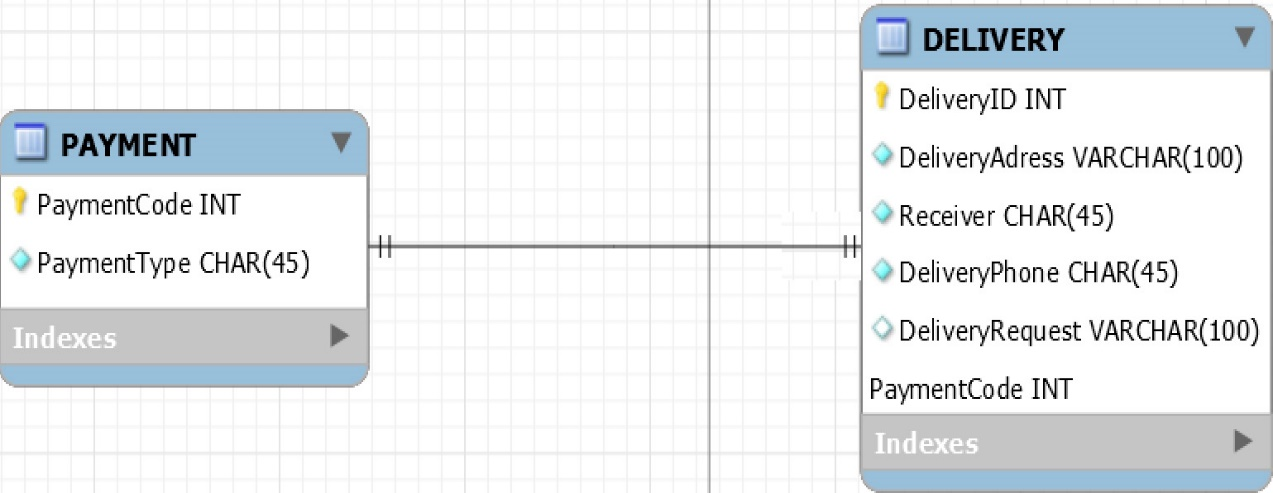 PAYMENT
PaymentCode INT
PaymentType CHAR(45)
Indexes
DELIVERY
DeliveryID INT
DeliveryAdress VARCHAR(100)
Receiver CHAR(45)
DeliveryPhone CHAR(45)
DeliveryRequest VARCHAR(100)
PaymentCode INT
Indexes